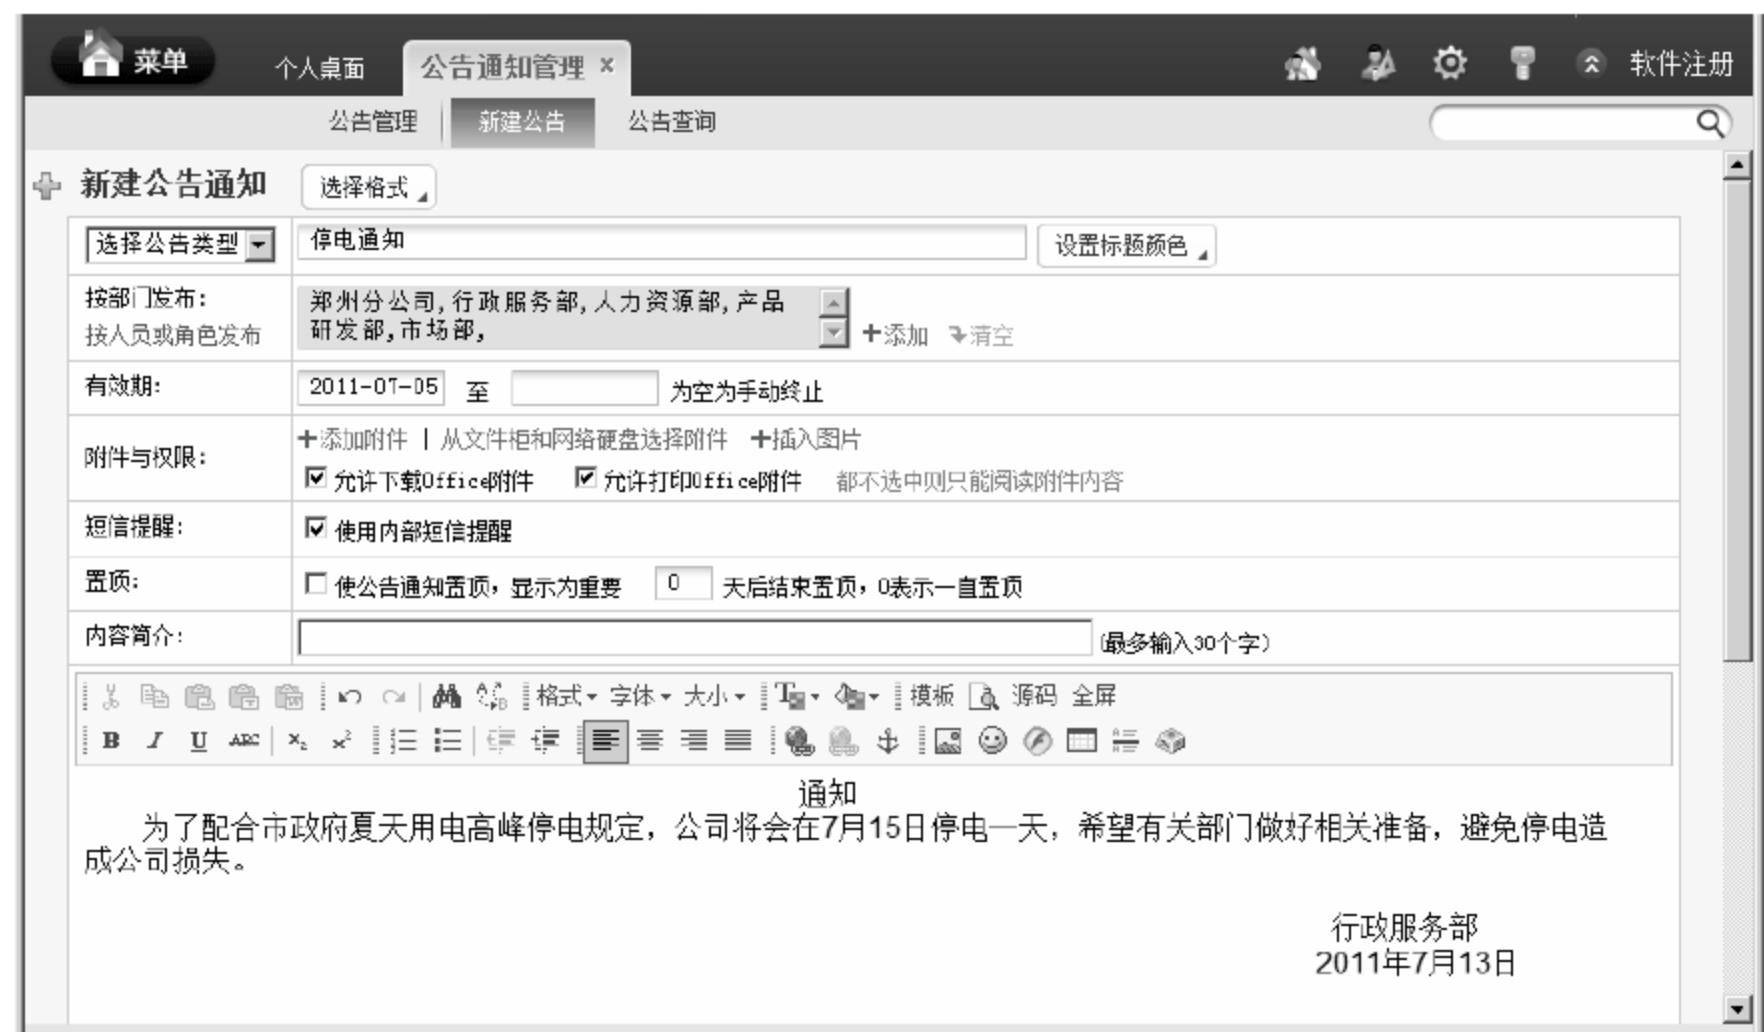 菜单 个人桌面 公告通知管理 × 软件注册
公告管理 新建公告 公告查询
新建公告通知 选择格式
选择公告类型 停电通知 设置标题颜色
按部门发布: 郑州分公司,行政服务部,人力资源部,产品
按人员或角色发布 研发部,市场部, +添加 清空
有效期: 2011-07-05 至 为空为手动终止
附件与权限: +添加附件 | 从文件柜和网络硬盘选择附件 +插入图片
允许下载Office附件 允许打印Office附件 都不选中则只能阅读附件内容
短信提醒: 使用内部短信提醒
置顶: 使公告通知置顶，显示为重要 0 天后结束置顶，0表示一直置顶
内容简介: (最多输入30个字)
格式 字体 大小 模板 源码 全屏
B I U ABC x₂ x²
通知
为了配合市政府夏天用电高峰停电规定，公司将会在7月15日停电一天，希望有关部门做好相关准备，避免停电造
成公司损失。
行政服务部
2011年7月13日